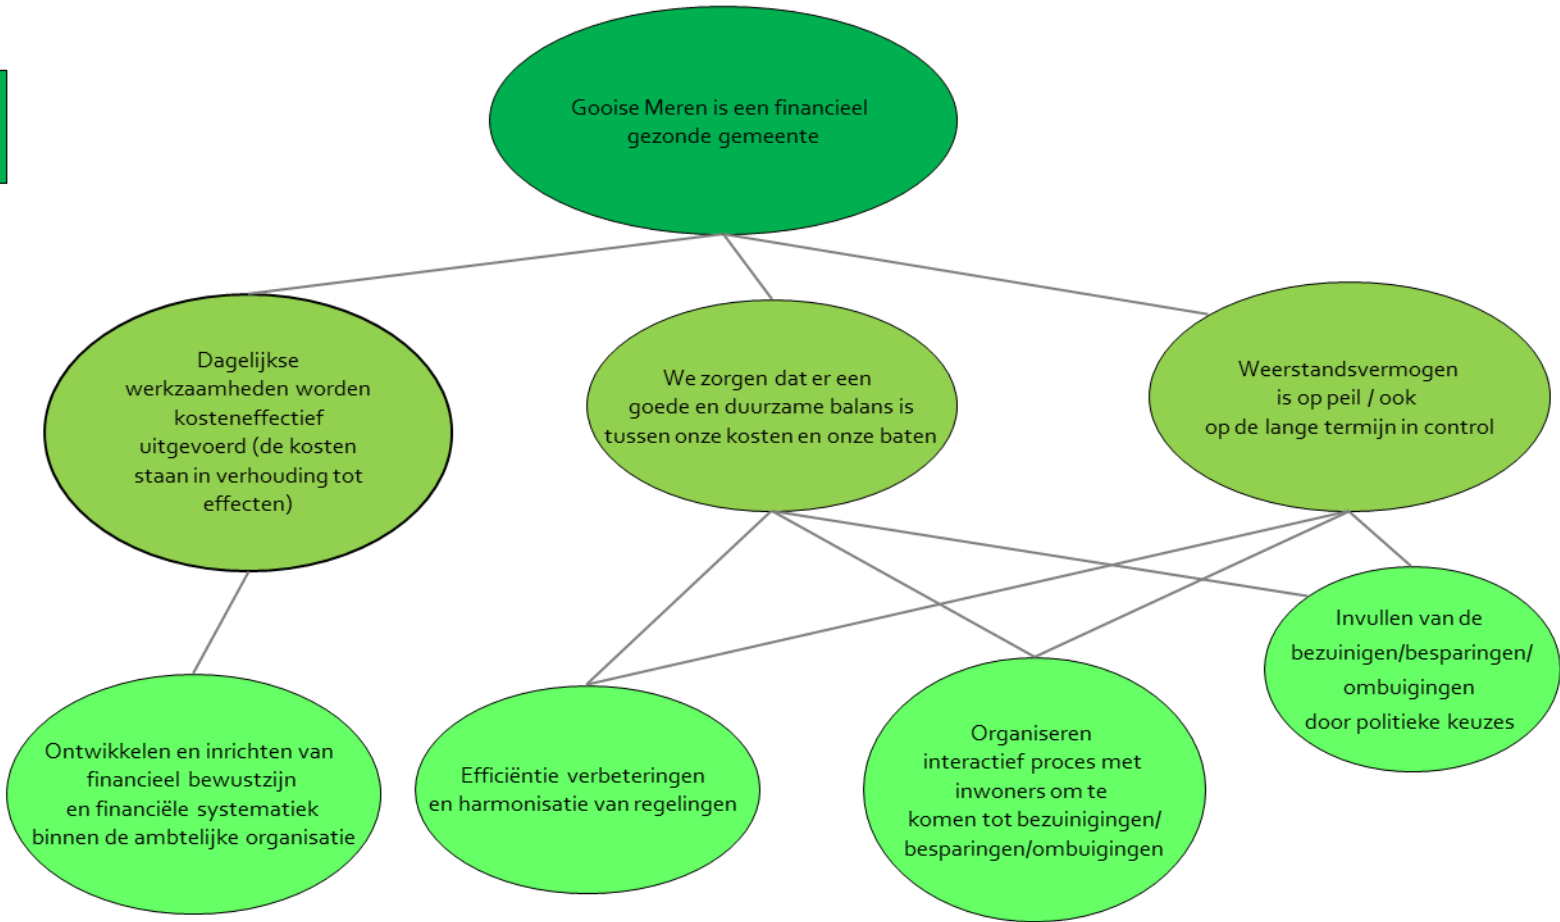 Gooise Meren is een financieel
gezonde gemeente
Dagelijkse
werkzaamheden worden
kosteneffectief
uitgevoerd (de kosten
staan in verhouding tot
effecten)
We zorgen dat er een
goede en duurzame balans is
tussen onze kosten en onze baten
Weerstandsvermogen
is op peil / ook
op de lange termijn in control
Ontwikkelen en inrichten van
financieel bewustzijn
en financiële systematiek
binnen de ambtelijke organisatie
Efficiëntie verbeteringen
en harmonisatie van regelingen
Organiseren
interactief proces met
inwoners om te
komen tot bezuinigingen/
besparingen/ombuigingen
Invullen van de
bezuinigen/besparingen/
ombuigingen
door politieke keuzes